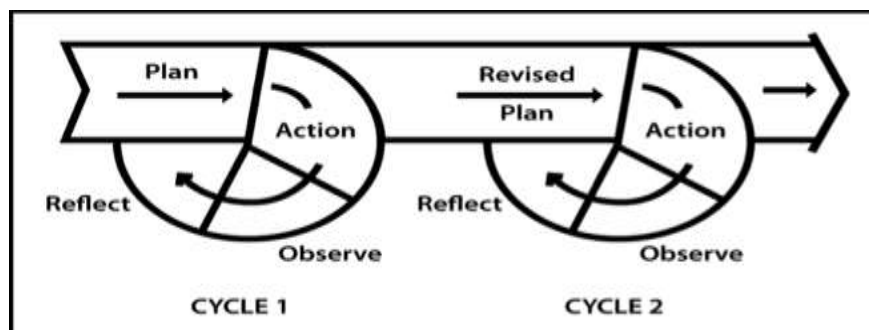 Plan
Action
Observe
Reflect
CYCLE 1
Revised
Plan
Action
Observe
Reflect
CYCLE 2